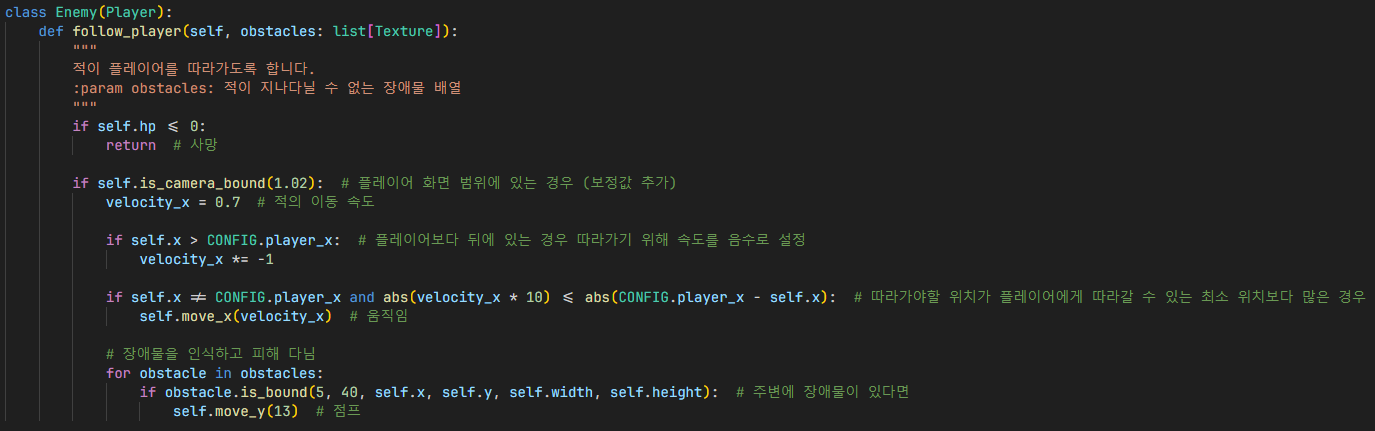 class Enemy(Player):
    def follow_player(self, obstacles: list[Texture]):
        """
        적이 플레이어를 따라가도록 합니다.
        :param obstacles: 적이 지나다닐 수 없는 장애물 배열
        """
        if self.hp <= 0:
            return  # 사망

        if self.is_camera_bound(1.02):  # 플레이어 화면 범위에 있는 경우 (보정값 추가)
            velocity_x = 0.7  # 적의 이동 속도

            if self.x > CONFIG.player_x:  # 플레이어보다 뒤에 있는 경우 따라가기 위해 속도를 음수로 설정
                velocity_x *= -1

            if self.x != CONFIG.player_x and abs(velocity_x * 10) <= abs(CONFIG.player_x - self.x):  # 따라가야할 위치가 플레이어에게 따라갈 수 있는 최소 위치보다 많은 경우
                self.move_x(velocity_x)  # 움직임

            # 장애물을 인식하고 피해 다님
            for obstacle in obstacles:
                if obstacle.is_bound(5, 40, self.x, self.y, self.width, self.height):  # 주변에 장애물이 있다면
                    self.move_y(13)  # 점프